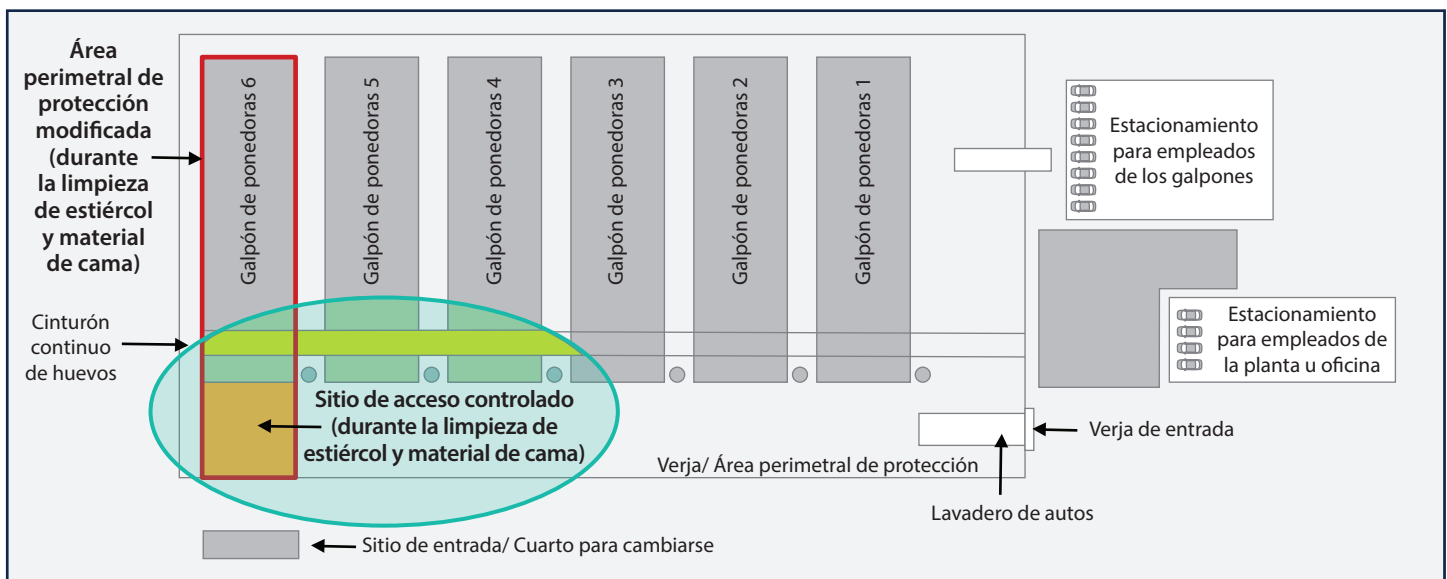 Área
perimetral de
protección
modificada
(durante
la limpieza
de estiércol
y material
de cama)
Cinturón
continuo
de huevos
Galpón de ponedoras 6
Galpón de ponedoras 5
Galpón de ponedoras 4
Galpón de ponedoras 3
Galpón de ponedoras 2
Galpón de ponedoras 1
Estacionamiento
para empleados
de los galpones
Estacionamiento
para empleados de
la planta u oficina
Sitio de acceso controlado
(durante la limpieza de
estiércol y material de cama)
Verja de entrada
Verja/ Área perimetral de protección
Lavadero de autos
Sitio de entrada/ Cuarto para cambiarse